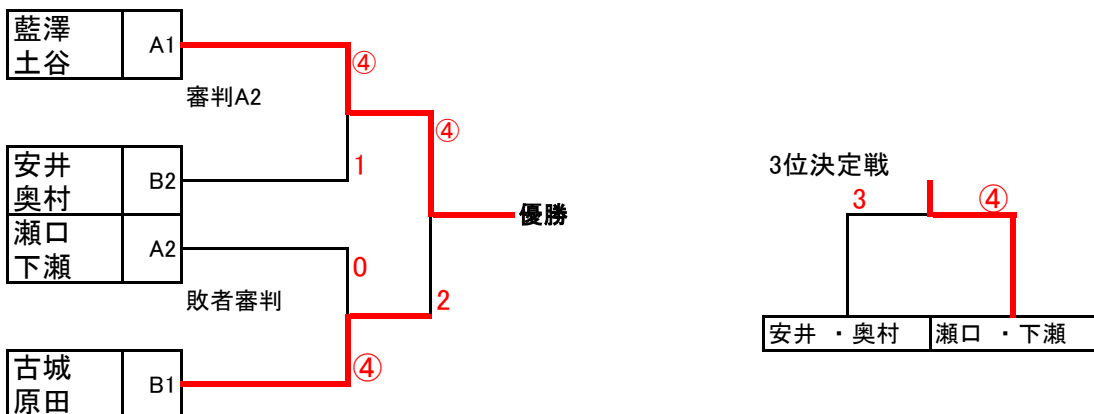 藍澤
土谷
A1
④
審判A2
④
安井
奥村
B2
1
3位決定戦
3
④
優勝
瀬口
下瀬
A2
0
敗者審判
2
安井 ・奥村
瀬口 ・下瀬
古城
原田
B1
④